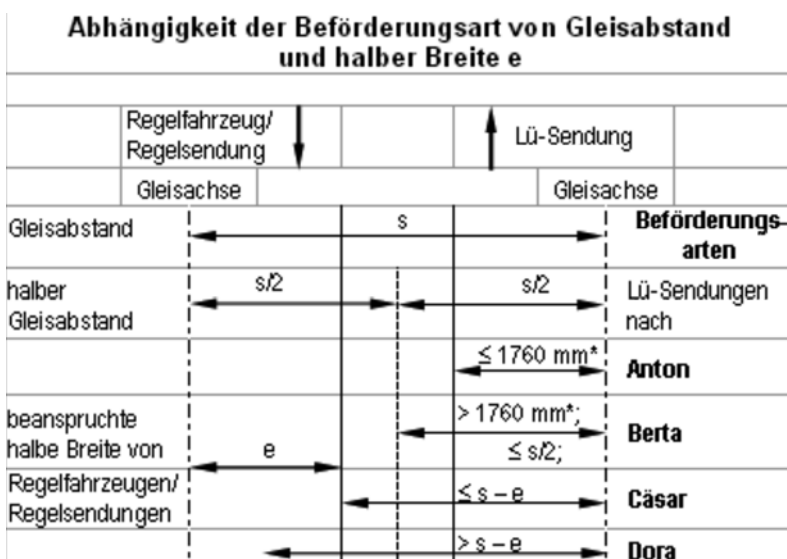 Abhängigkeit der Beförderungsart von Gleisabstand
und halber Breite e
Regelfahrzeug/
Regelsendung
Lü-Sendung
Gleisachse
Gleisachse
Gleisabstand
s
Beförderungs-
arten
halber
Gleisabstand
s/2
s/2
Lü-Sendungen
nach
≤ 1760 mm*
Anton
beanspruchte
halbe Breite von
Regelfahrzeugen/
Regelsendungen
e
> 1760 mm*;
≤ s/2;
Berta
≤ s – e
Cäsar
> s – e
Dora